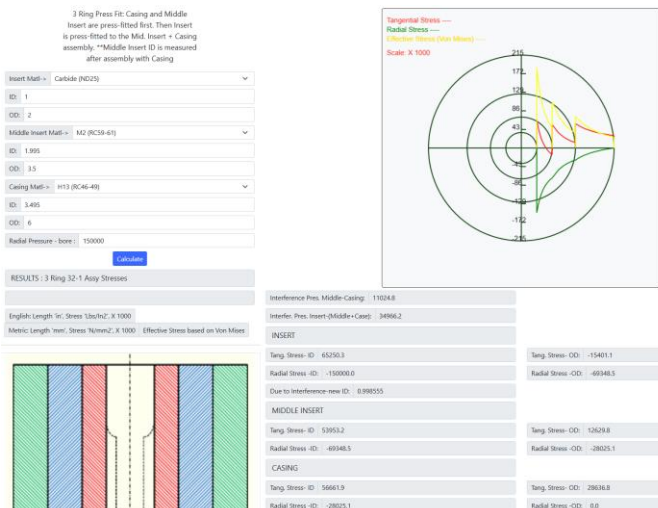 3 Ring Press Fit: Casing and Middle
Insert are press-fitted first. Then Insert
is press-fitted to the Mid. Insert + Casing
assembly. **Middle Insert ID is measured
after assembly with Casing
Insert Matl-> Carbide (ND25)
ID: 1
OD: 2
Middle Insert Matl-> M2 (RC59-61)
ID: 1.995
OD: 3.5
Casing Matl-> H13 (RC46-49)
ID: 3.495
OD: 6
Radial Pressure - bore : 150000
Calculate
RESULTS : 3 Ring 32-1 Assy Stresses
English: Length 'in', Stress 'Lbs/In2', X 1000
Metric: Length 'mm', Stress 'N/mm2', X 1000 Effective Stress based on Von Mises
Tangential Stress ----
Radial Stress ----
Effective Stress (Von Mises) ----
Scale: X 1000
215
172
129
86
43
-43
-86
-129
-172
-215
Interference Pres. Middle-Casing: 11024.8
Interfer. Pres. Insert-(Middle+Case): 34966.2
INSERT
Tang. Stress- ID 65250.3 Tang. Stress- OD: -15401.1
Radial Stress -ID: -150000.0 Radial Stress -OD: -69348.5
Due to Interference-new ID: 0.998555
MIDDLE INSERT
Tang. Stress- ID 53953.2 Tang. Stress- OD: 12629.8
Radial Stress -ID: -69348.5 Radial Stress -OD: -28025.1
CASING
Tang. Stress- ID 56661.9 Tang. Stress- OD: 28636.8
Radial Stress -ID: -28025.1 Radial Stress -OD: 0.0